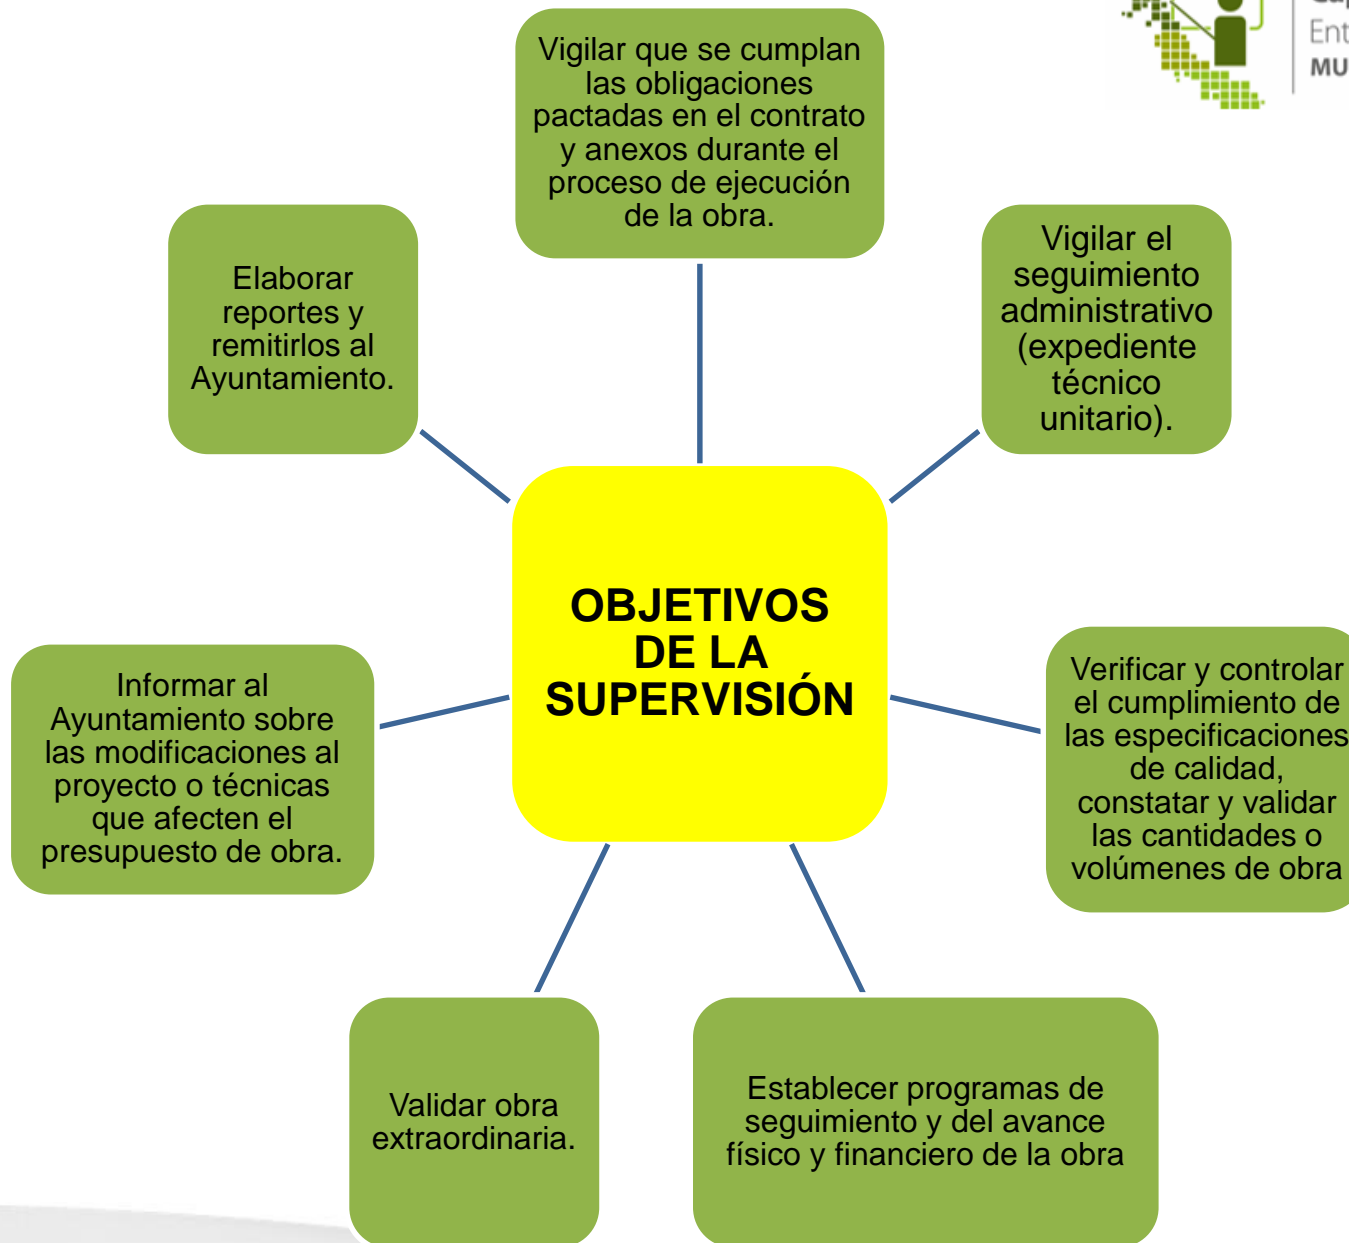 Vigilar que se cumplan
las obligaciones
pactadas en el contrato
y anexos durante el
proceso de ejecución
de la obra.
Vigilar el
seguimiento
administrativo
(expediente
técnico
unitario).
Elaborar
reportes y
remitirlos al
Ayuntamiento.
OBJETIVOS
DE LA
SUPERVISIÓN
Verificar y controlar
el cumplimiento de
las especificaciones
de calidad,
constatar y validar
las cantidades o
volúmenes de obra
Informar al
Ayuntamiento sobre
las modificaciones al
proyecto o técnicas
que afecten el
presupuesto de obra.
Establecer programas de
seguimiento y del avance
físico y financiero de la obra
Validar obra
extraordinaria.